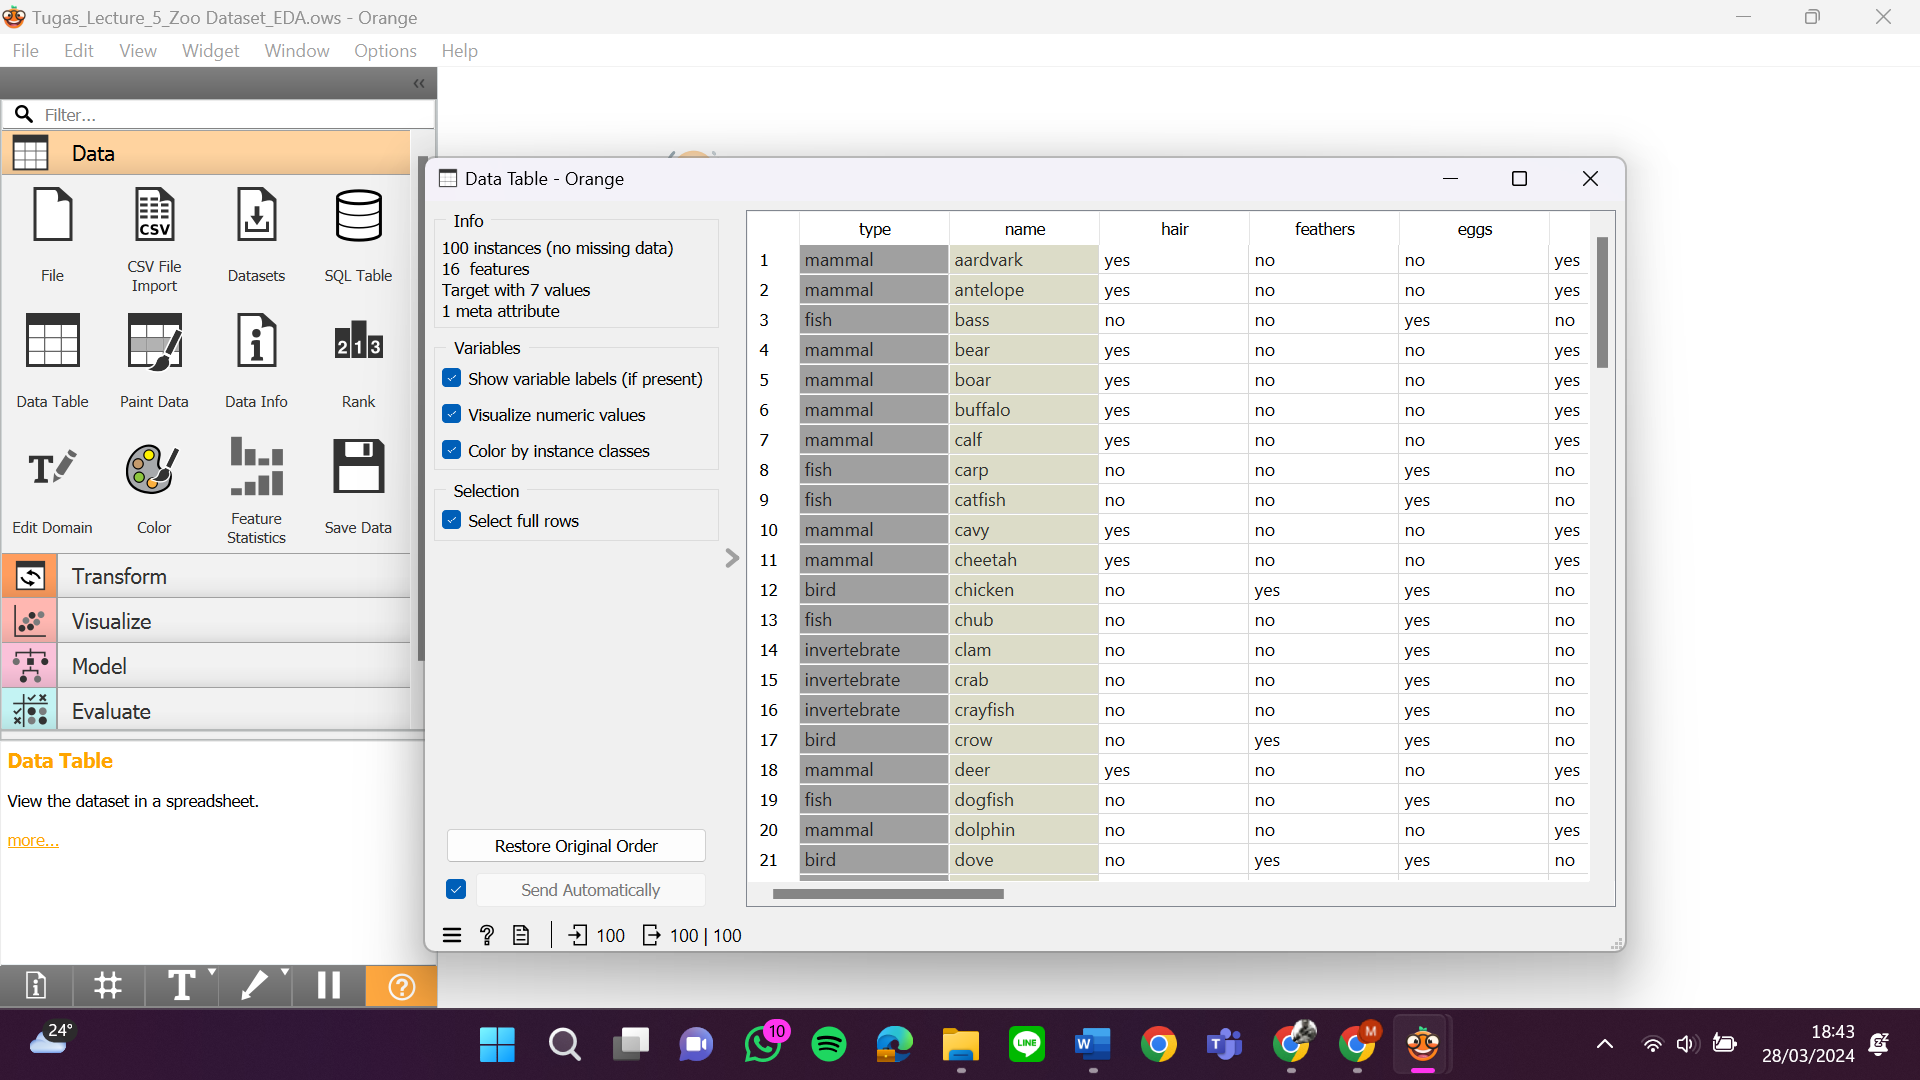 Tugas_Lecture_5_Zoo Dataset_EDA.ows - Orange
File Edit View Widget Window Options Help
Filter...
Data
File
CSV File Import
Datasets
SQL Table
Data Table
Paint Data
Data Info
Rank
Edit Domain
Color
Feature Statistics
Save Data
Transform
Visualize
Model
Evaluate
Data Table
View the dataset in a spreadsheet.
more...
Data Table - Orange
Info
100 instances (no missing data)
16 features
Target with 7 values
1 meta attribute
Variables
Show variable labels (if present)
Visualize numeric values
Color by instance classes
Selection
Select full rows
Restore Original Order
Send Automatically
100 100 | 100
type name hair feathers eggs
1 mammal aardvark yes no no yes
2 mammal antelope yes no no yes
3 fish bass no no yes no
4 mammal bear yes no no yes
5 mammal boar yes no no yes
6 mammal buffalo yes no no yes
7 mammal calf yes no no yes
8 fish carp no no yes no
9 fish catfish no no yes no
10 mammal cavy yes no no yes
11 mammal cheetah yes no no yes
12 bird chicken no yes yes no
13 fish chub no no yes no
14 invertebrate clam no no yes no
15 invertebrate crab no no yes no
16 invertebrate crayfish no no yes no
17 bird crow no yes yes no
18 mammal deer yes no no yes
19 fish dogfish no no yes no
20 mammal dolphin no no no yes
21 bird dove no yes yes no
24°
10
LINE
W
M
18:43
28/03/2024